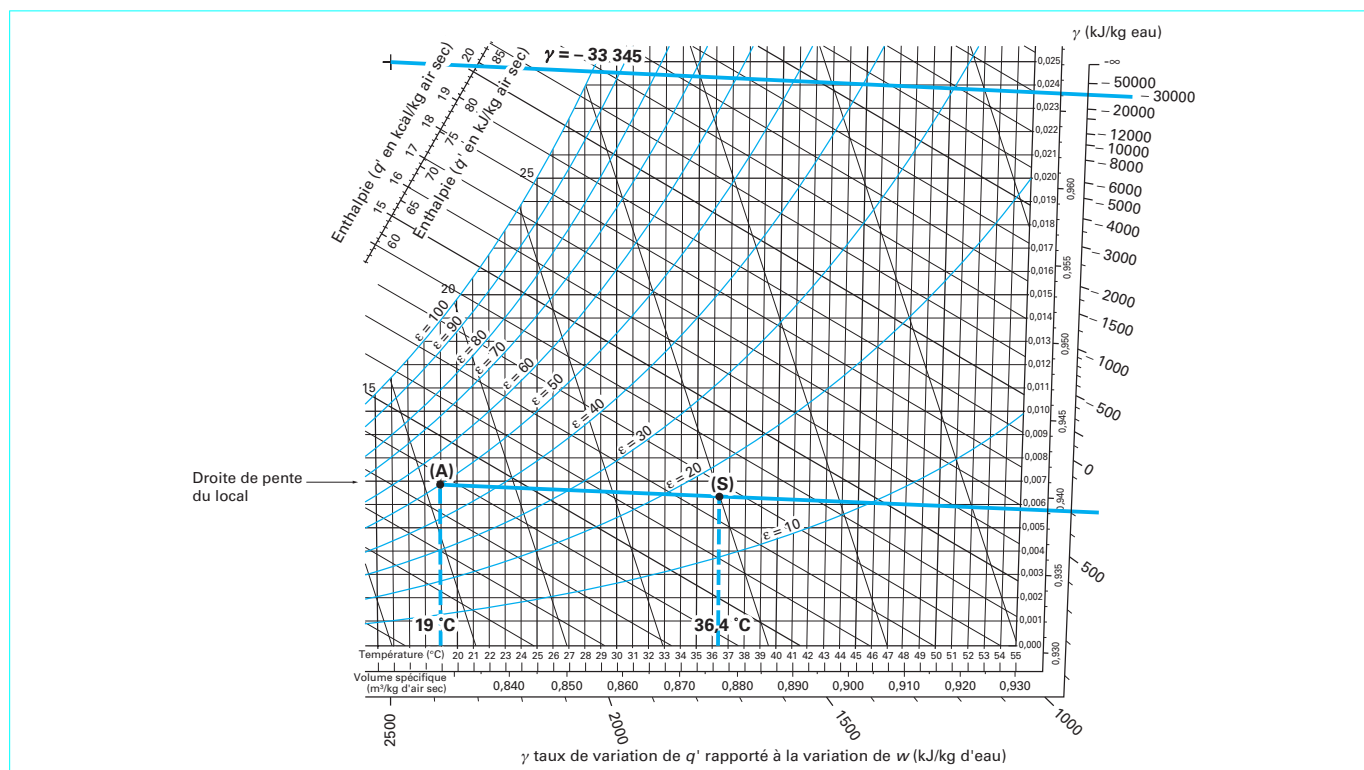 γ (kJ/kg eau)
γ = – 33 345
Enthalpie (q' en kcal/kg air sec)
15
16
17
18
19
20
Enthalpie (q' en kJ/kg air sec)
60
65
70
75
80
85
-∞
– 50000
– 30000
– 20000
– 12000
– 10000
– 8000
– 6000
– 5000
– 4000
– 3000
– 2000
– 1500
– 1000
– 500
0
500
0,025
0,024
0,023
0,022
0,021
0,020
0,019
0,018
0,017
0,016
0,015
0,014
0,013
0,012
0,011
0,010
0,009
0,008
0,007
0,006
0,005
0,004
0,003
0,002
0,001
0,000
0,960
0,955
0,950
0,945
0,940
0,935
0,930
25
20
15
ε = 100
ε = 90
ε = 80
ε = 70
ε = 60
ε = 50
ε = 40
ε = 30
ε = 20
ε = 10
Droite de pente
du local
(A)
(S)
19 °C
36,4 °C
Température (°C) 20 21 22 23 24 25 26 27 28 29 30 31 32 33 34 35 36 37 38 39 40 41 42 43 44 45 46 47 48 49 50 51 52 53 54 55
Volume spécifique
(m³/kg d'air sec)
0,840 0,850 0,860 0,870 0,880 0,890 0,900 0,910 0,920 0,930
2500 2000 1500 1000
γ taux de variation de q' rapporté à la variation de w (kJ/kg d'eau)